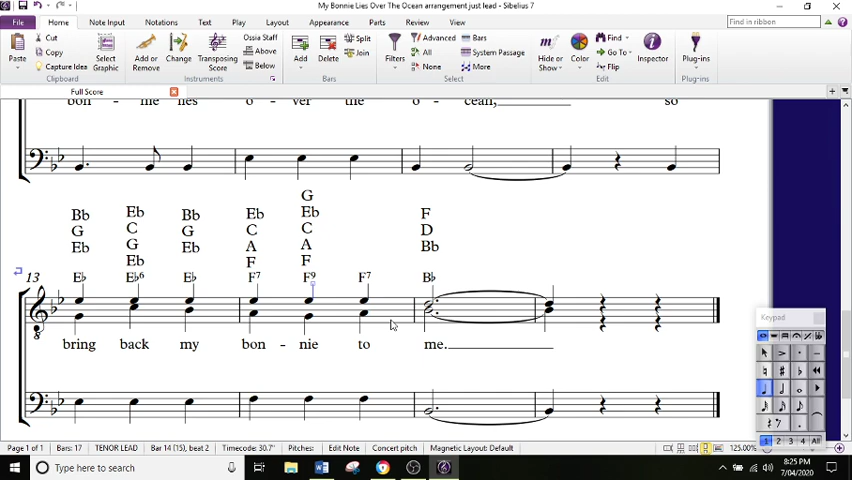 My Bonnie Lies Over The Ocean arrangement just lead - Sibelius 7
File Home Note Input Notations Text Play Layout Appearance Parts Review View Find in ribbon
Paste Cut Copy Capture Idea Select Graphic Add or Remove Change Transposing Score Ossia Staff Above Below Add Delete Split Join Filters Advanced All None Bars System Passage More Hide or Show Color Find Go To Flip Inspector Plug-ins
Clipboard Instruments Bars Select Edit Plug-ins
Full Score
bon - nie lies o - ver the o - cean, so
G
Bb Eb Bb Eb Eb F
G C G C C D
Eb G Eb A A Bb
Eb F F
13 E♭ E♭6 E♭ F7 F9 F7 B♭
bring back my bon - nie to me.
8
Keypad
1 2 3 4 All
Page 1 of 1 Bars: 17 TENOR LEAD Bar 14 (15), beat 2 Timecode: 30.7" Pitches: Edit Note Concert pitch Magnetic Layout: Default 125.00%
Type here to search
8:25 PM
7/04/2020